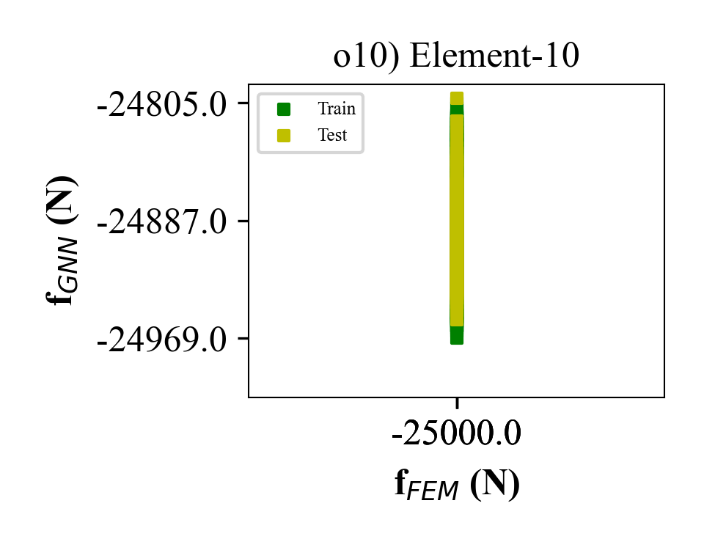 o10) Element-10
-24805.0
Train
Test
-24887.0
f_GNN (N)
-24969.0
-25000.0
f_FEM (N)